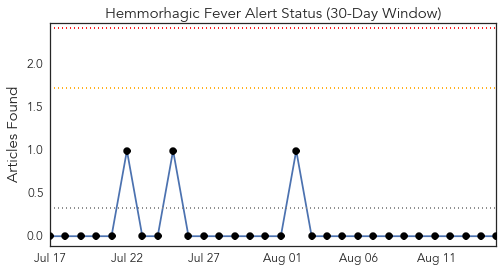 Hemmorhagic Fever Alert Status (30-Day Window)
Articles Found
2.0
1.5
1.0
0.5
0.0
Jul 17 Jul 22 Jul 27 Aug 01 Aug 06 Aug 11